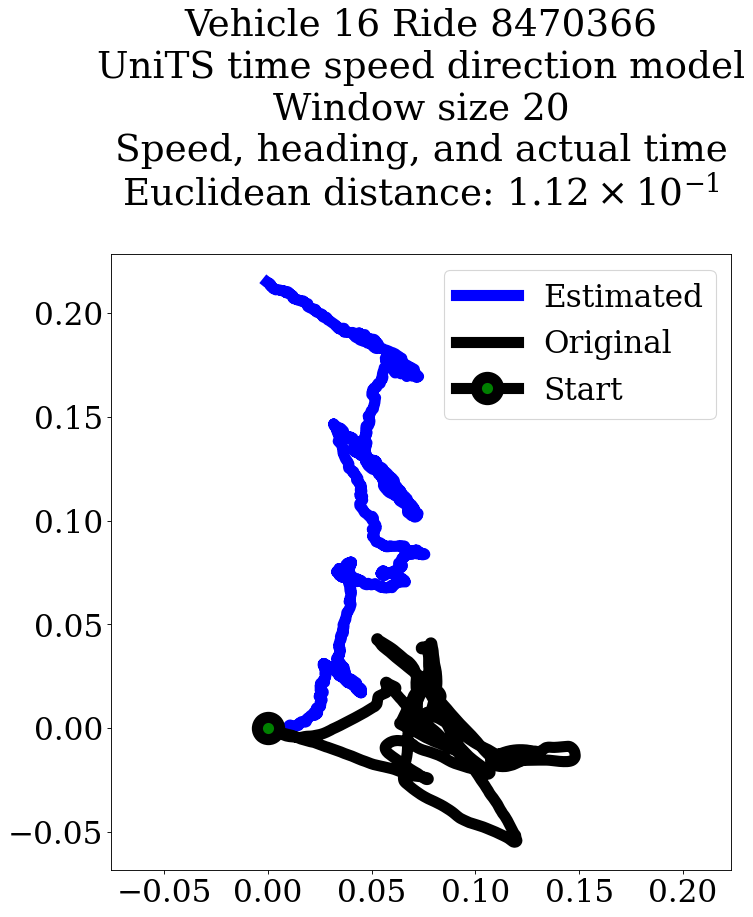 Vehicle 16 Ride 8470366
UniTS time speed direction model
Window size 20
Speed, heading, and actual time
Euclidean distance: 1.12 × 10⁻¹
Estimated
Original
Start
0.20
0.15
0.10
0.05
0.00
−0.05
−0.05 0.00 0.05 0.10 0.15 0.20